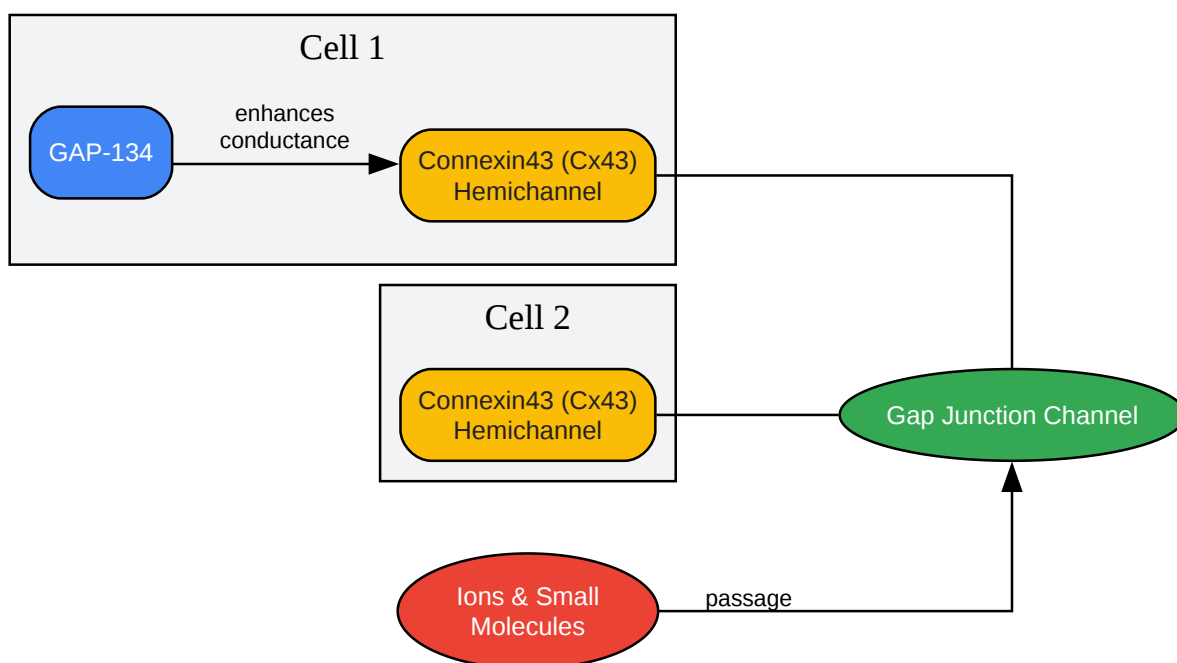 Cell 1
GAP-134
enhances
conductance
Connexin43 (Cx43)
Hemichannel
Cell 2
Connexin43 (Cx43)
Hemichannel
Gap Junction Channel
Ions & Small
Molecules
passage